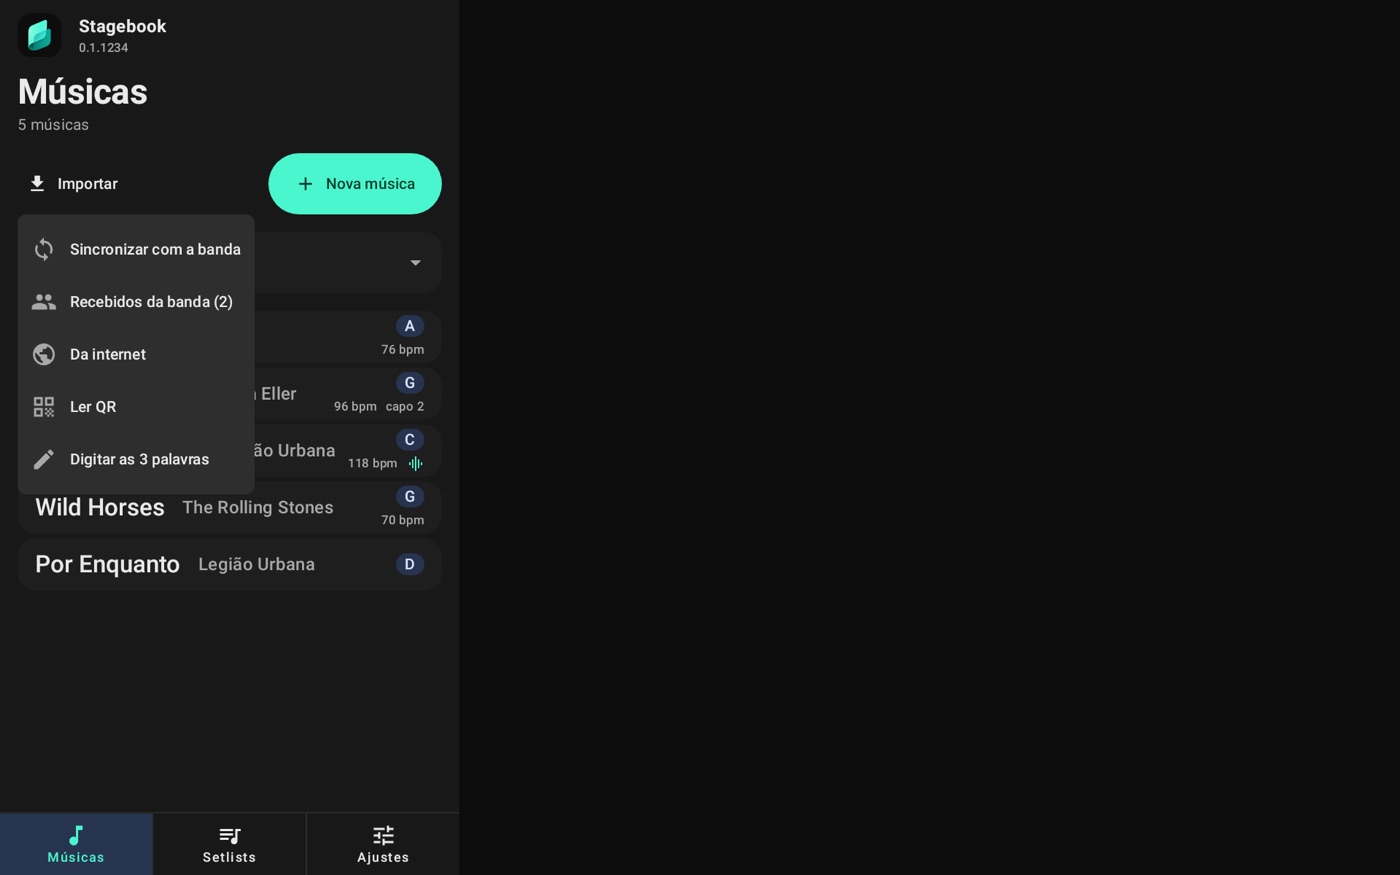 Stagebook
0.1.1234
Músicas
5 músicas
Importar
Nova música
Sincronizar com a banda
Recebidos da banda (2)
Da internet
Ler QR
Digitar as 3 palavras
A
76 bpm
Eller
G
96 bpm capo 2
ão Urbana
C
118 bpm
Wild Horses The Rolling Stones
G
70 bpm
Por Enquanto Legião Urbana
D
Músicas
Setlists
Ajustes